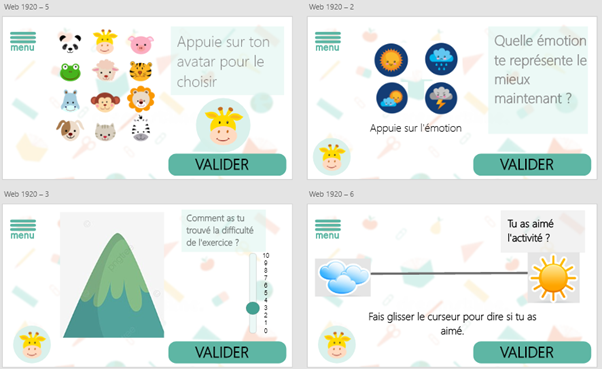 Web 1920 – 5
menu
Appuie sur ton
avatar pour le
choisir
VALIDER
Web 1920 – 2
menu
Quelle émotion
te représente le
mieux
maintenant ?
Appuie sur l'émotion
VALIDER
Web 1920 – 3
menu
Comment as tu
trouvé la difficulté
de l'exercice ?
10
9
8
7
6
5
4
3
2
1
0
VALIDER
Web 1920 – 6
menu
Tu as aimé
l'activité ?
Fais glisser le curseur pour dire si tu as
aimé.
VALIDER